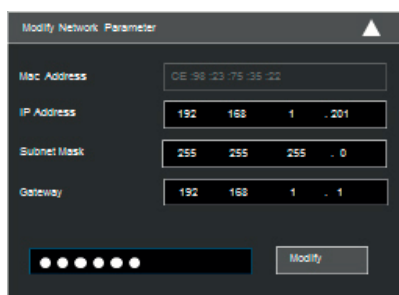 Modify Network Parameter
Mac Address CE :98 :23 :75 :35 :22
IP Address 192 168 1 . 201
Subnet Mask 255 255 255 . 0
Gateway 192 168 1 . 1
Modify